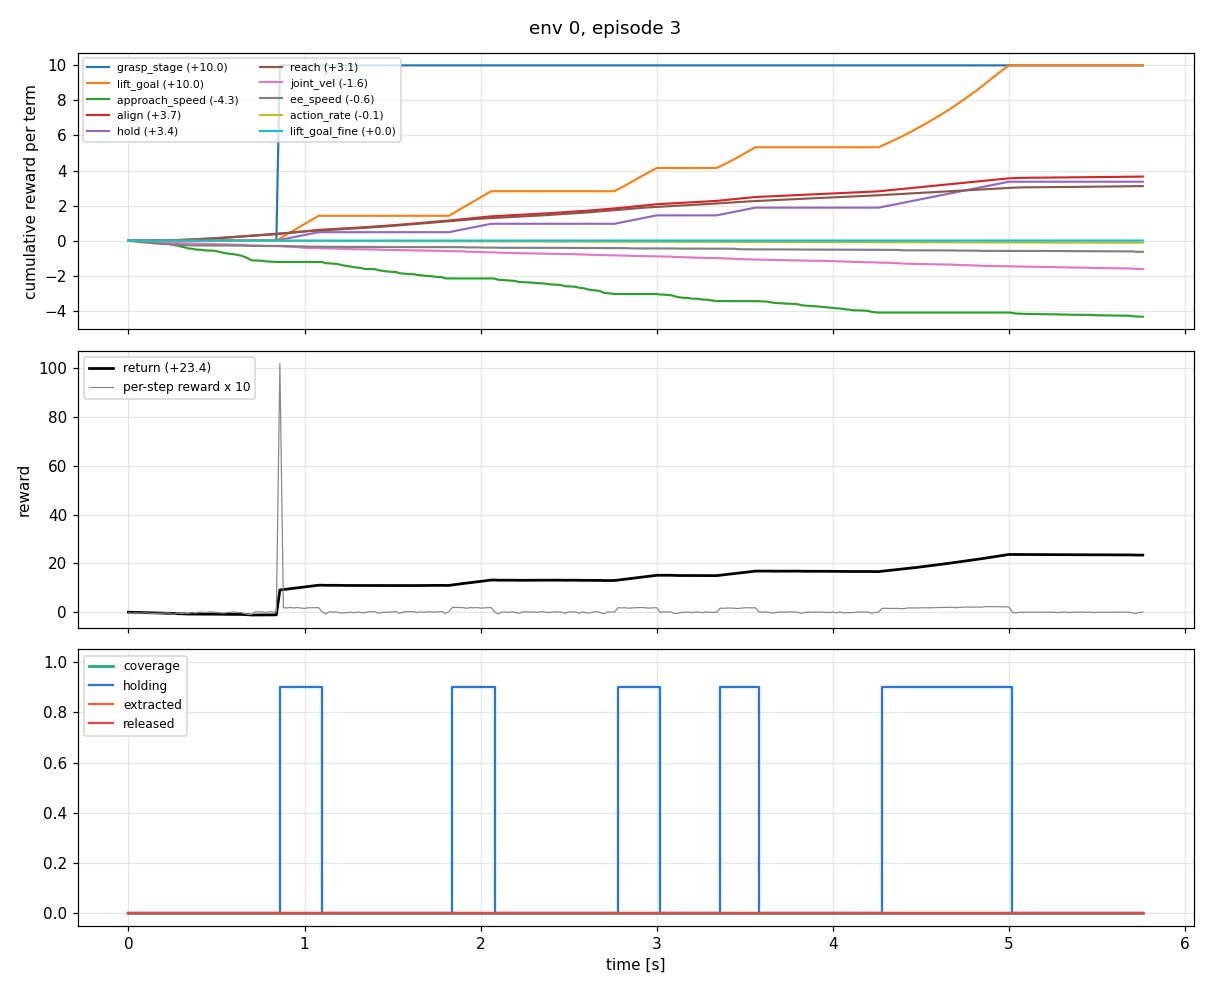 env 0, episode 3
cumulative reward per term
10
8
6
4
2
0
−2
−4
grasp_stage (+10.0)
lift_goal (+10.0)
approach_speed (-4.3)
align (+3.7)
hold (+3.4)
reach (+3.1)
joint_vel (-1.6)
ee_speed (-0.6)
action_rate (-0.1)
lift_goal_fine (+0.0)
reward
100
80
60
40
20
0
return (+23.4)
per-step reward x 10
1.0
0.8
0.6
0.4
0.2
0.0
coverage
holding
extracted
released
0 1 2 3 4 5 6
time [s]